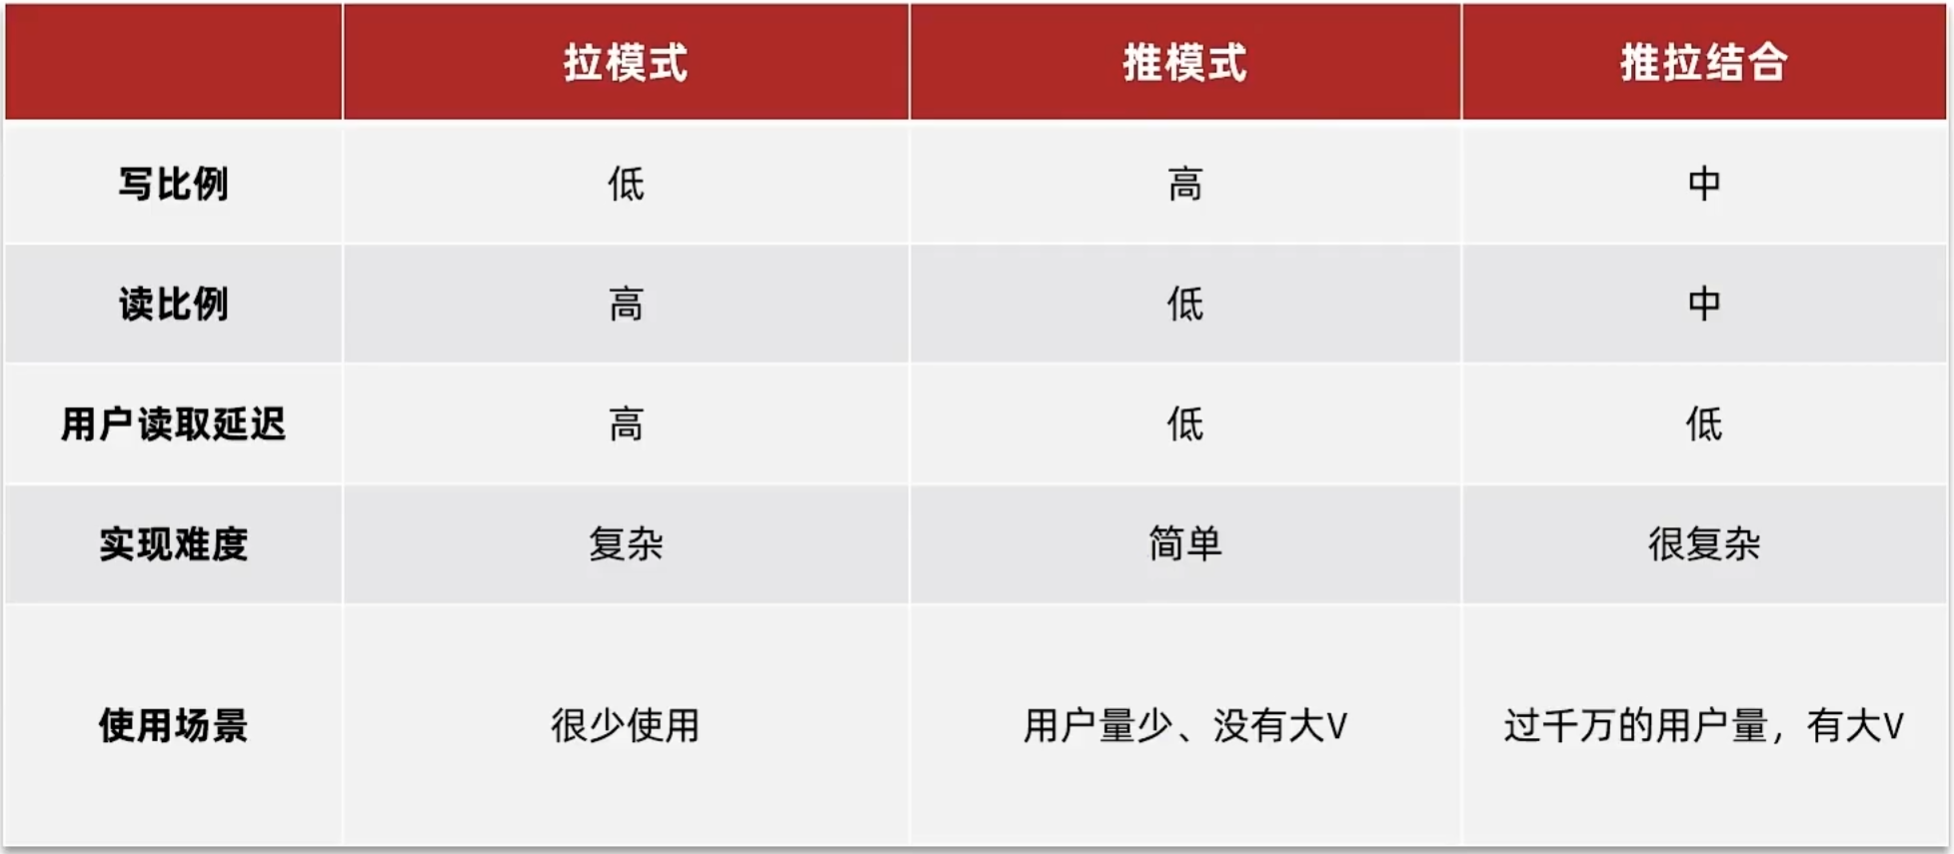 拉模式 推模式 推拉结合
写比例 低 高 中
读比例 高 低 中
用户读取延迟 高 低 低
实现难度 复杂 简单 很复杂
使用场景 很少使用 用户量少、没有大V 过千万的用户量，有大V